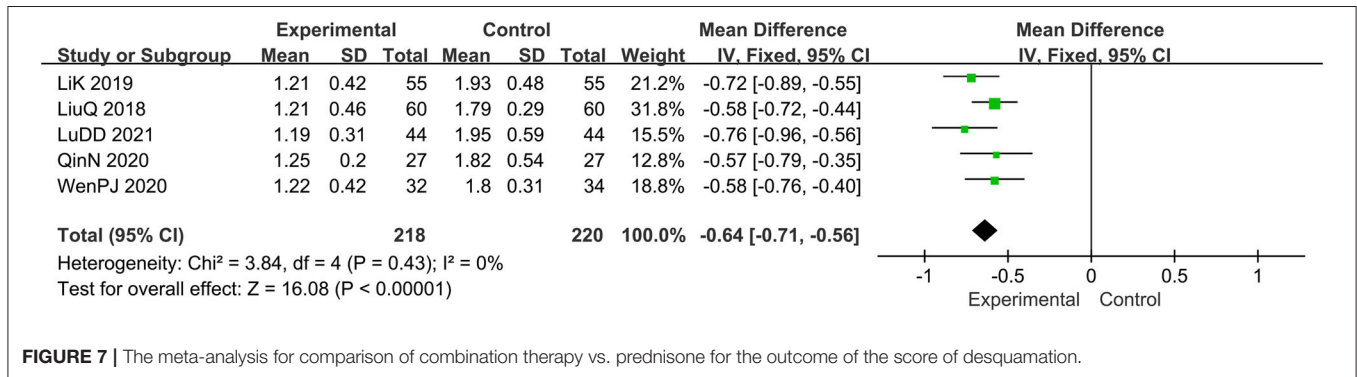 Experimental Control Mean Difference Mean Difference
Study or Subgroup Mean SD Total Mean SD Total Weight IV, Fixed, 95% CI IV, Fixed, 95% CI
LiK 2019 1.21 0.42 55 1.93 0.48 55 21.2% -0.72 [-0.89, -0.55]
LiuQ 2018 1.21 0.46 60 1.79 0.29 60 31.8% -0.58 [-0.72, -0.44]
LuDD 2021 1.19 0.31 44 1.95 0.59 44 15.5% -0.76 [-0.96, -0.56]
QinN 2020 1.25 0.2 27 1.82 0.54 27 12.8% -0.57 [-0.79, -0.35]
WenPJ 2020 1.22 0.42 32 1.8 0.31 34 18.8% -0.58 [-0.76, -0.40]
Total (95% CI) 218 220 100.0% -0.64 [-0.71, -0.56]
Heterogeneity: Chi² = 3.84, df = 4 (P = 0.43); I² = 0%
Test for overall effect: Z = 16.08 (P < 0.00001)
-1 -0.5 0 0.5 1
Experimental Control
FIGURE 7 | The meta-analysis for comparison of combination therapy vs. prednisone for the outcome of the score of desquamation.